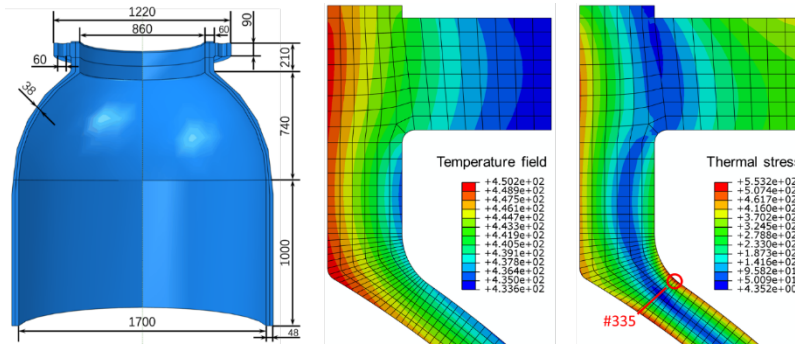 1220
860
60
90
210
60
38
740
1000
1700
48
Temperature field
+4.502e+02
+4.489e+02
+4.475e+02
+4.461e+02
+4.447e+02
+4.433e+02
+4.419e+02
+4.405e+02
+4.391e+02
+4.378e+02
+4.364e+02
+4.350e+02
+4.336e+02
Thermal stress
+5.532e+02
+5.074e+02
+4.617e+02
+4.160e+02
+3.702e+02
+3.245e+02
+2.788e+02
+2.330e+02
+1.873e+02
+1.416e+02
+9.582e+01
+5.009e+01
+4.352e+00
#335